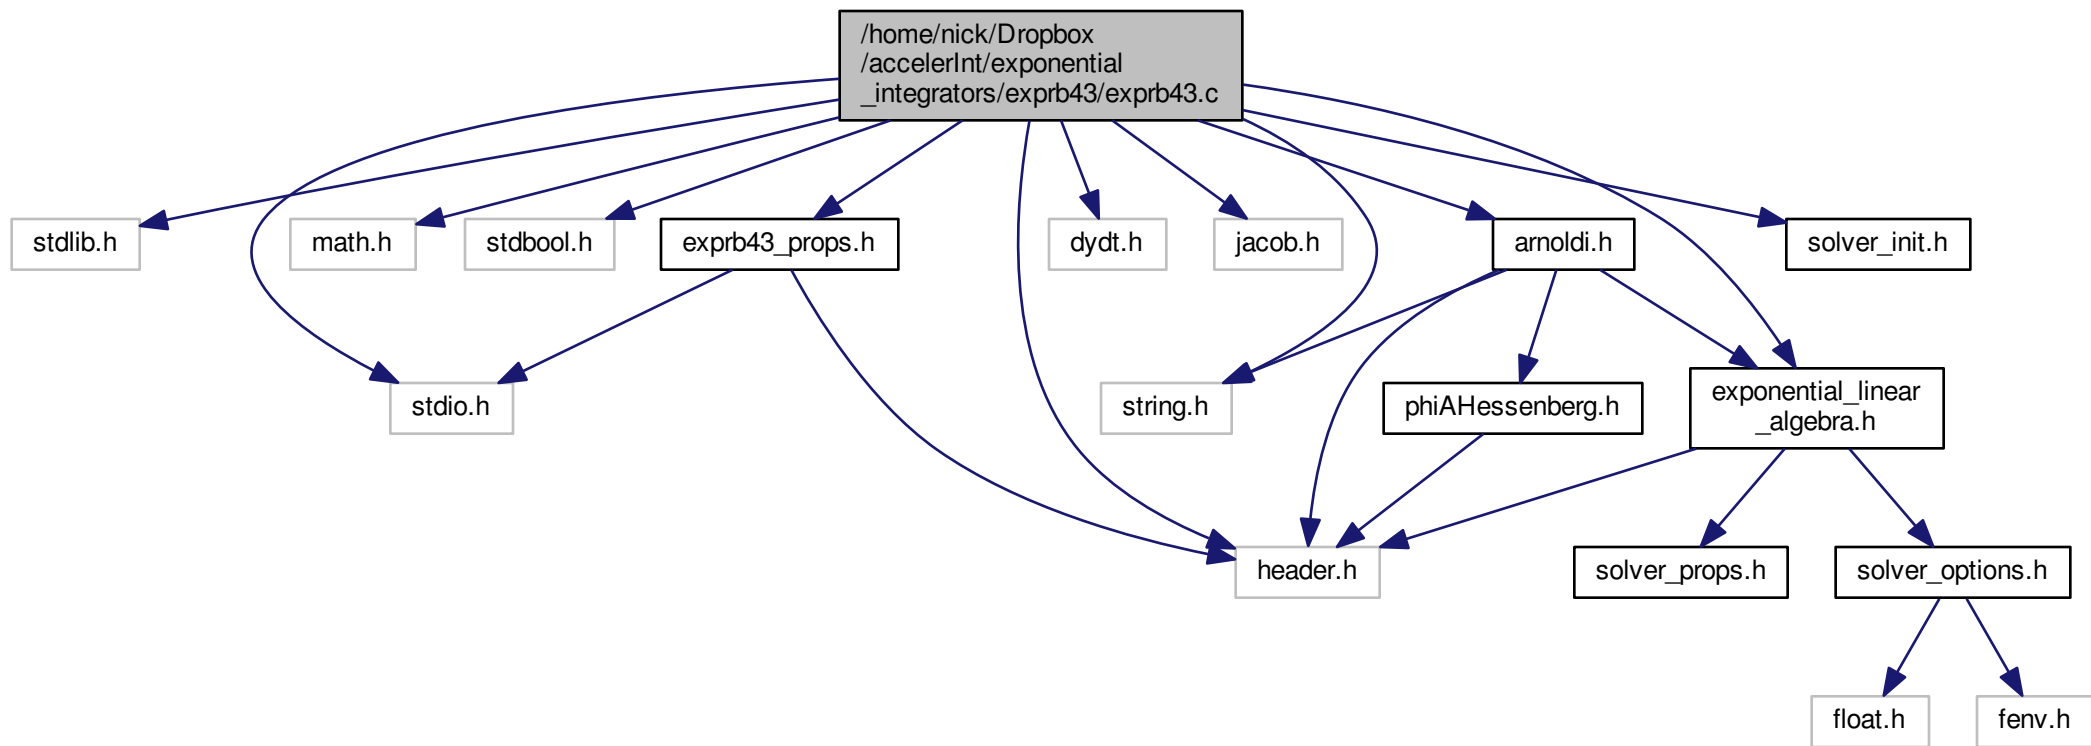 /home/nick/Dropbox
/accelerInt/exponential
_integrators/exprb43/exprb43.c
stdlib.h
math.h
stdbool.h
exprb43_props.h
dydt.h
jacob.h
arnoldi.h
solver_init.h
stdio.h
string.h
phiAHessenberg.h
exponential_linear
_algebra.h
header.h
solver_props.h
solver_options.h
float.h
fenv.h